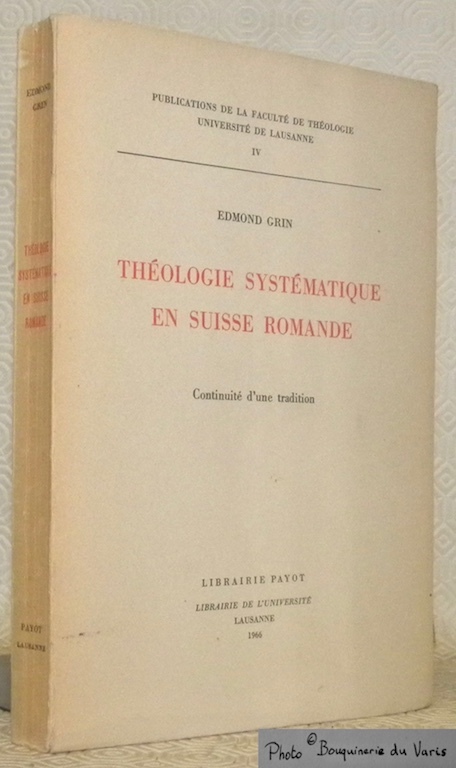 EDMOND
GRIN
THÉOLOGIE
SYSTÉMATIQUE
EN SUISSE
ROMANDE
PAYOT
LAUSANNE
PUBLICATIONS DE LA FACULTÉ DE THÉOLOGIE
UNIVERSITÉ DE LAUSANNE
IV
EDMOND GRIN
THÉOLOGIE SYSTÉMATIQUE
EN SUISSE ROMANDE
Continuité d'une tradition
LIBRAIRIE PAYOT
LIBRAIRIE DE L'UNIVERSITÉ
LAUSANNE
1966
Photo © Bouquinerie du Varis